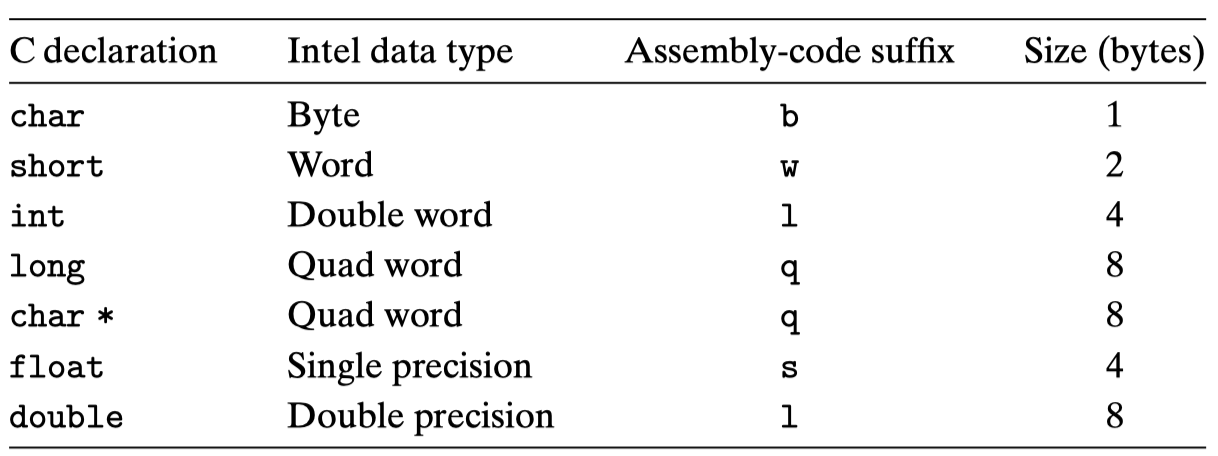 C declaration Intel data type Assembly-code suffix Size (bytes)
char Byte b 1
short Word w 2
int Double word l 4
long Quad word q 8
char * Quad word q 8
float Single precision s 4
double Double precision l 8